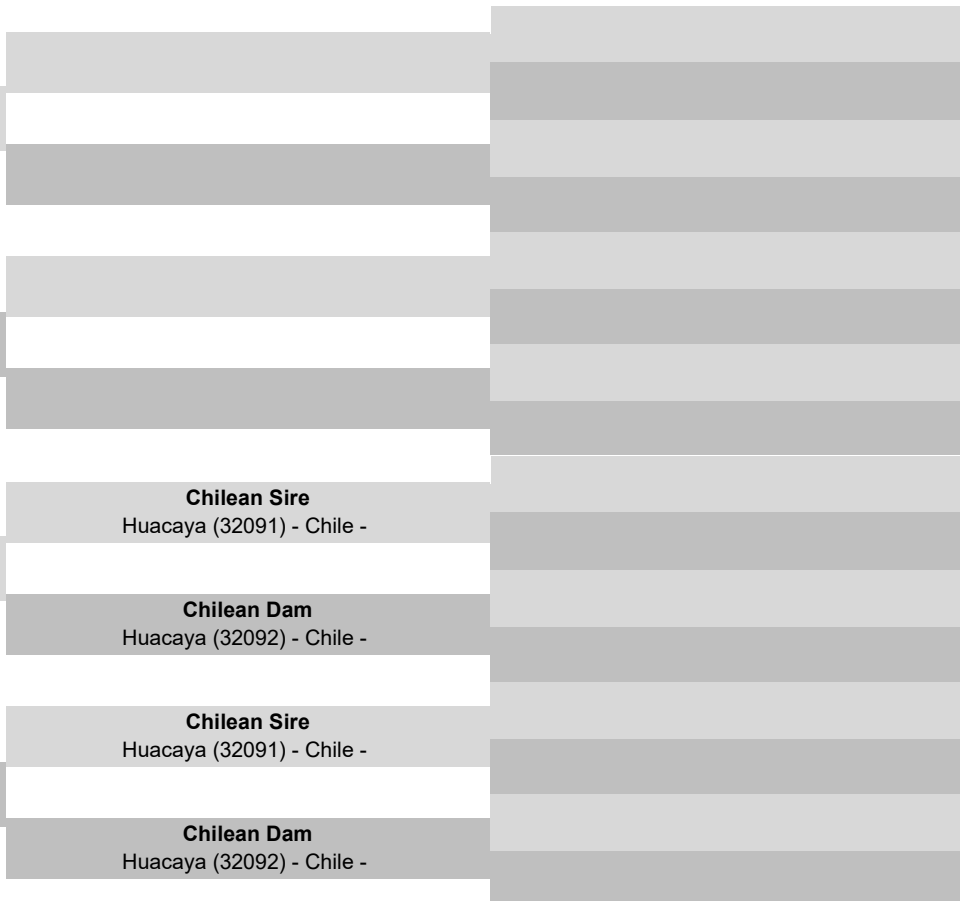 Chilean Sire
Huacaya (32091) - Chile -
Chilean Dam
Huacaya (32092) - Chile -
Chilean Sire
Huacaya (32091) - Chile -
Chilean Dam
Huacaya (32092) - Chile -